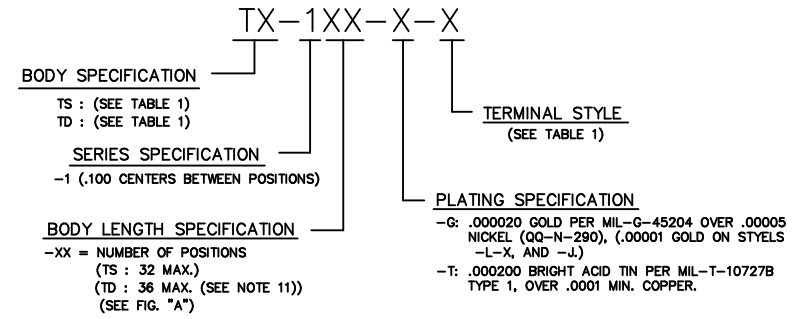 TX-1XX-X-X
BODY SPECIFICATION
TS : (SEE TABLE 1)
TD : (SEE TABLE 1)
SERIES SPECIFICATION
-1 (.100 CENTERS BETWEEN POSITIONS)
BODY LENGTH SPECIFICATION
-XX = NUMBER OF POSITIONS
(TS : 32 MAX.)
(TD : 36 MAX. (SEE NOTE 11))
(SEE FIG. "A")
TERMINAL STYLE
(SEE TABLE 1)
PLATING SPECIFICATION
-G: .000020 GOLD PER MIL-G-45204 OVER .00005
NICKEL (QQ-N-290), (.00001 GOLD ON STYELS
-L-X, AND -J.)
-T: .000200 BRIGHT ACID TIN PER MIL-T-10727B
TYPE 1, OVER .0001 MIN. COPPER.